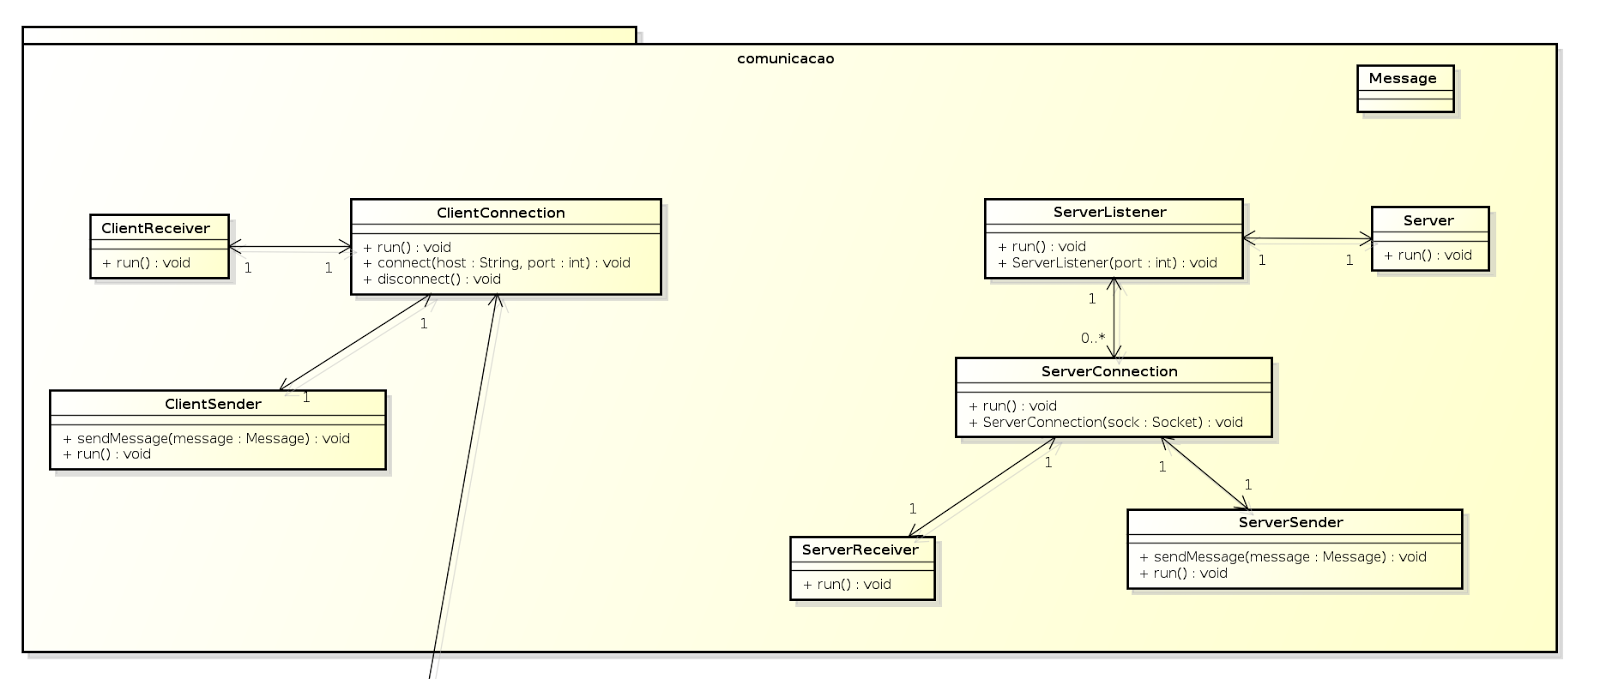 comunicacao
Message
ClientReceiver
+ run() : void
1
1
ClientConnection
+ run() : void
+ connect(host : String, port : int) : void
+ disconnect() : void
1
1
ClientSender
+ sendMessage(message : Message) : void
+ run() : void
ServerListener
+ run() : void
+ ServerListener(port : int) : void
1
1
Server
+ run() : void
1
0..*
ServerConnection
+ run() : void
+ ServerConnection(sock : Socket) : void
1
1
1
1
ServerReceiver
+ run() : void
ServerSender
+ sendMessage(message : Message) : void
+ run() : void